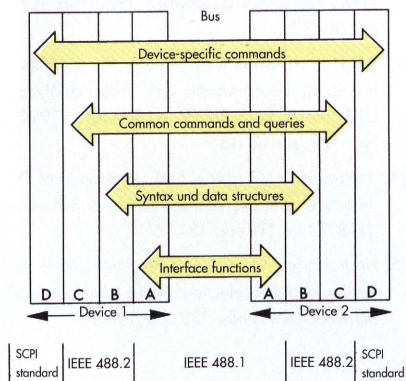 Bus
Device-specific commands
Common commands and queries
Syntax und data structures
Interface functions
D C B A A B C D
Device 1 Device 2
SCPI standard IEEE 488.2 IEEE 488.1 IEEE 488.2 SCPI standard